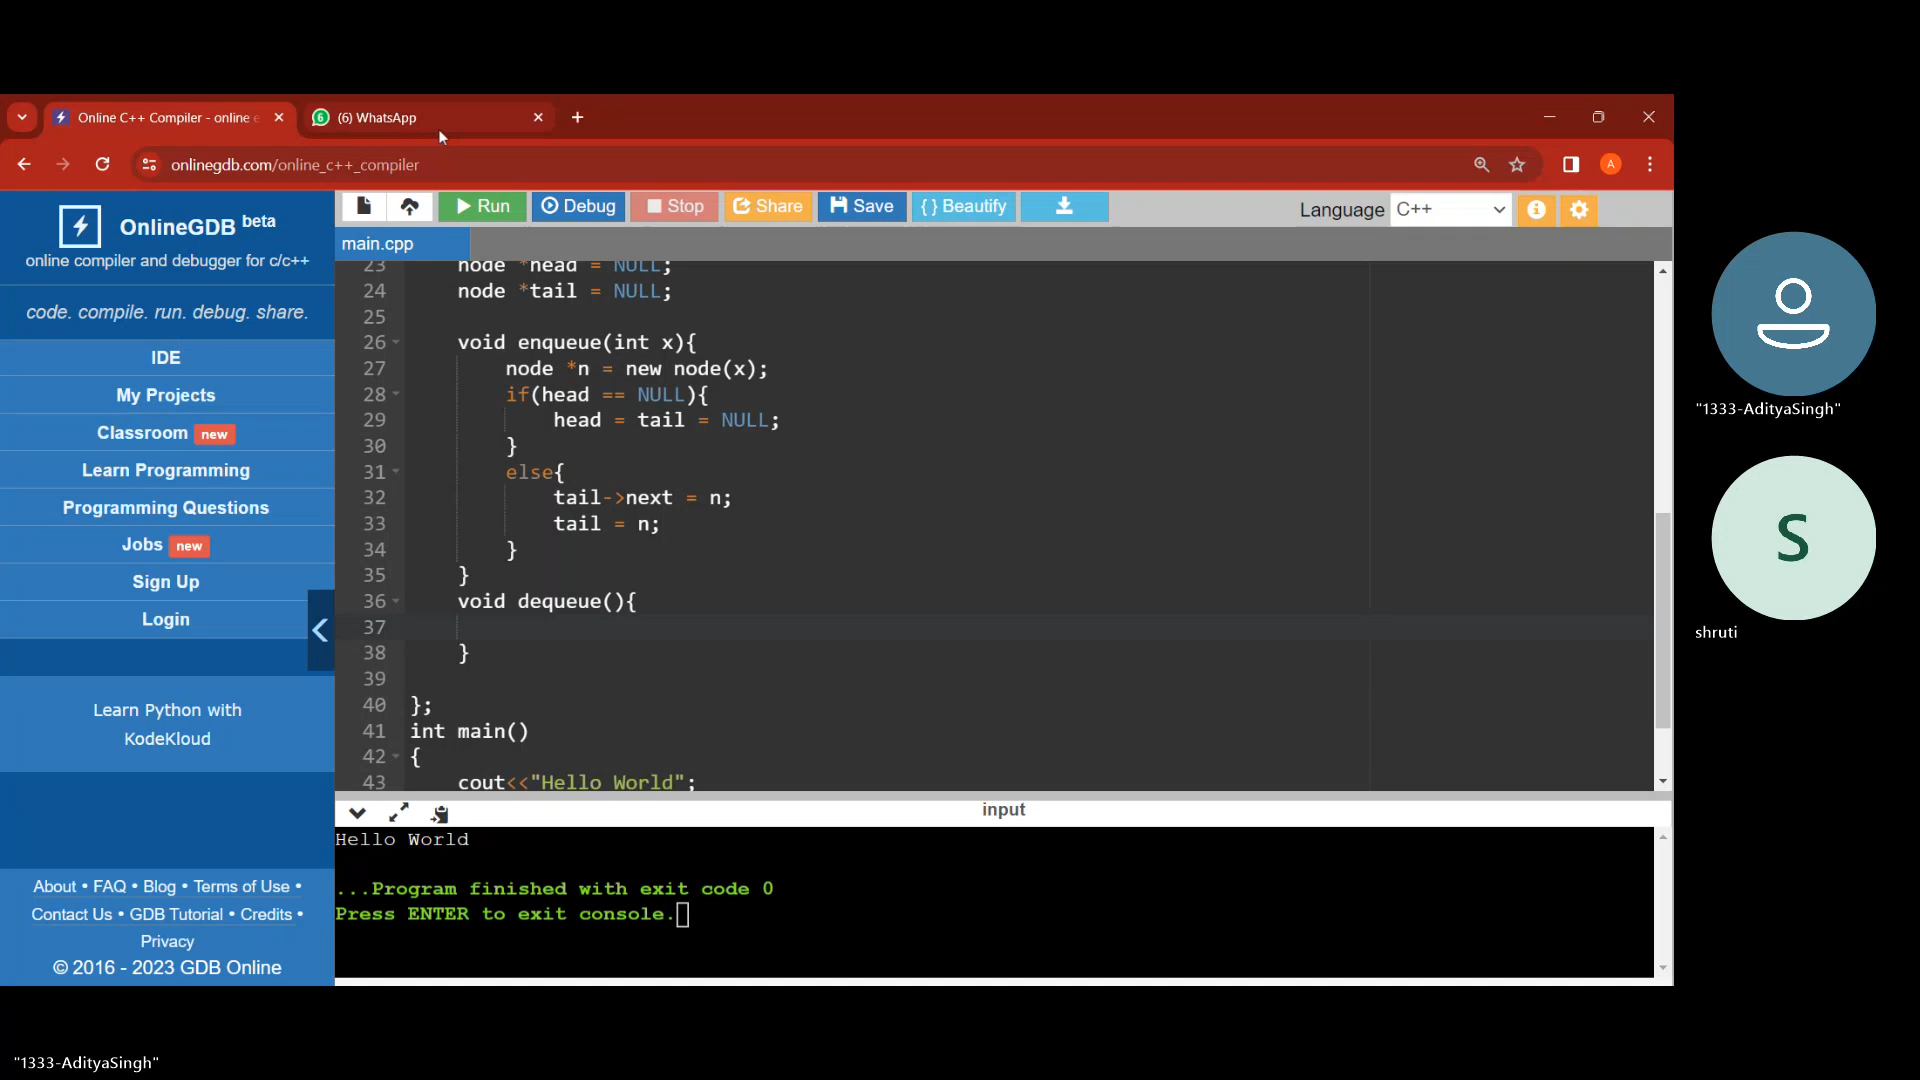 Online C++ Compiler - online e
(6) WhatsApp
onlinegdb.com/online_c++_compiler
A
OnlineGDB beta
online compiler and debugger for c/c++
code. compile. run. debug. share.
IDE
My Projects
Classroom new
Learn Programming
Programming Questions
Jobs new
Sign Up
Login
Learn Python with
KodeKloud
About • FAQ • Blog • Terms of Use •
Contact Us • GDB Tutorial • Credits •
Privacy
© 2016 - 2023 GDB Online
Run Debug Stop Share Save { } Beautify Language C++
main.cpp
23 node *head = NULL;
24 node *tail = NULL;
25
26 void enqueue(int x){
27 node *n = new node(x);
28 if(head == NULL){
29 head = tail = NULL;
30 }
31 else{
32 tail->next = n;
33 tail = n;
34 }
35 }
36 void dequeue(){
37
38 }
39
40 };
41 int main()
42 {
43 cout<<"Hello World";
input
Hello World
...Program finished with exit code 0
Press ENTER to exit console.
"1333-AdityaSingh"
S
shruti
"1333-AdityaSingh"